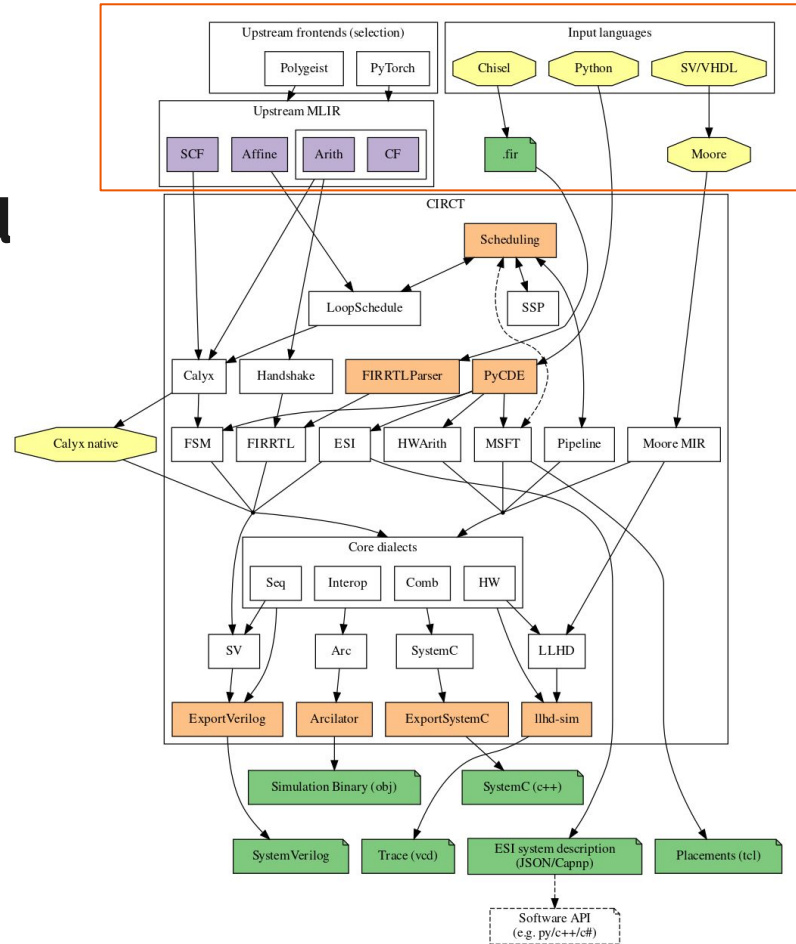 Upstream frontends (selection)
Input languages
Polygeist
PyTorch
Chisel
Python
SV/VHDL
Upstream MLIR
SCF
Affine
Arith
CF
.fir
Moore
CIRCT
Scheduling
LoopSchedule
SSP
Calyx
Handshake
FIRRTLParser
PyCDE
Calyx native
FSM
FIRRTL
ESI
HWArith
MSFT
Pipeline
Moore MIR
Core dialects
Seq
Interop
Comb
HW
SV
Arc
SystemC
LLHD
ExportVerilog
Arcilator
ExportSystemC
llhd-sim
Simulation Binary (obj)
SystemC (c++)
SystemVerilog
Trace (vcd)
ESI system description
(JSON/Capnp)
Placements (tcl)
Software API
(e.g. py/c++/c#)